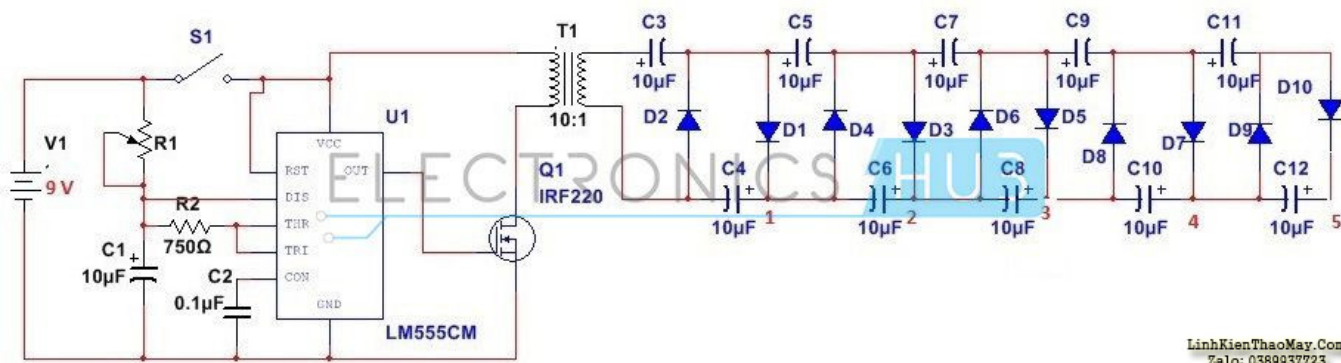 T1
C3
C5
C7
C9
C11
S1
10µF
10µF
10µF
10µF
10µF
D10
10:1
D2
D1
D4
D3
D6
D5
D8
D7
D9
U1
V1
R1
VCC
9 V
RST
OUT
ELECTRONICS HUB
Q1
IRF220
C4
C6
C8
C10
C12
R2
DIS
1
2
3
4
5
THR
10µF
10µF
10µF
10µF
10µF
750Ω
C1
TRI
10µF
C2
CON
0.1µF
GND
LM555CM
LinhKienThaoMay.Com
Zalo: 0389937723